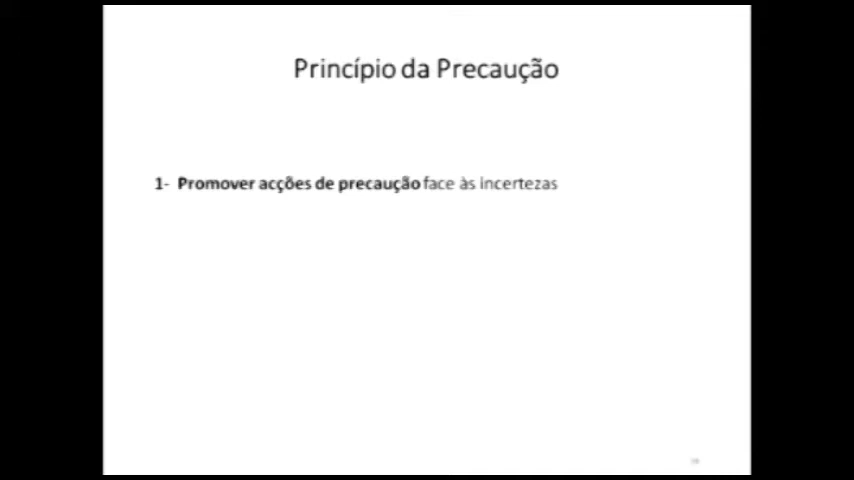 Princípio da Precaução
1- Promover acções de precaução face às incertezas